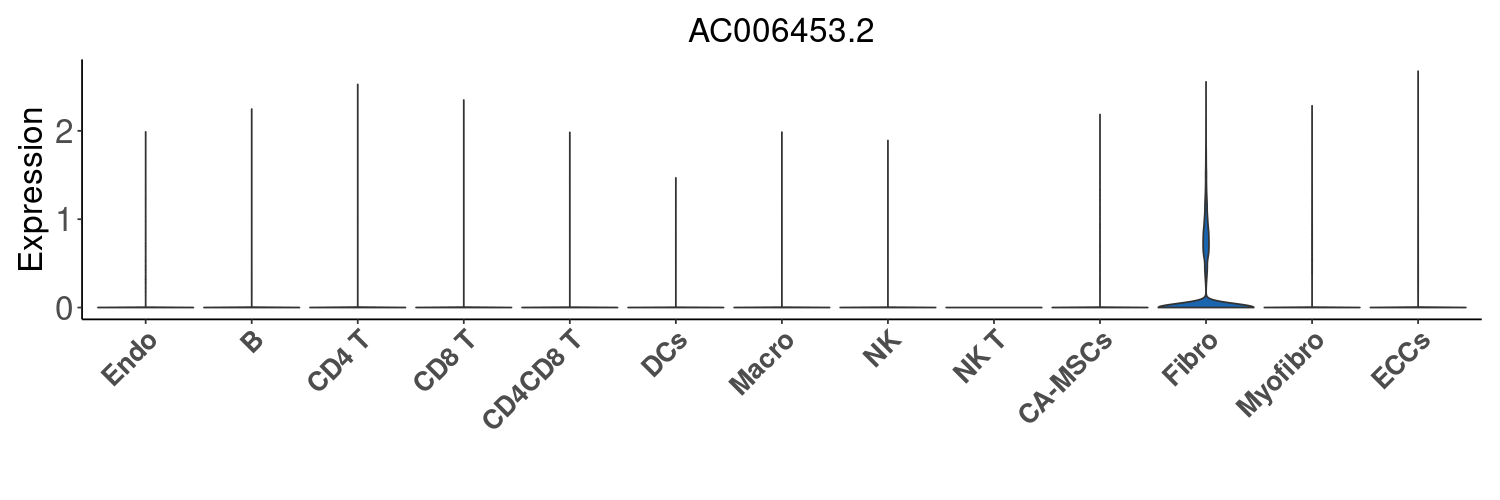 AC006453.2
Expression
2
1
0
Endo
B
CD4 T
CD8 T
CD4CD8 T
DCs
Macro
NK
NK T
CA-MSCs
Fibro
Myofibro
ECCs